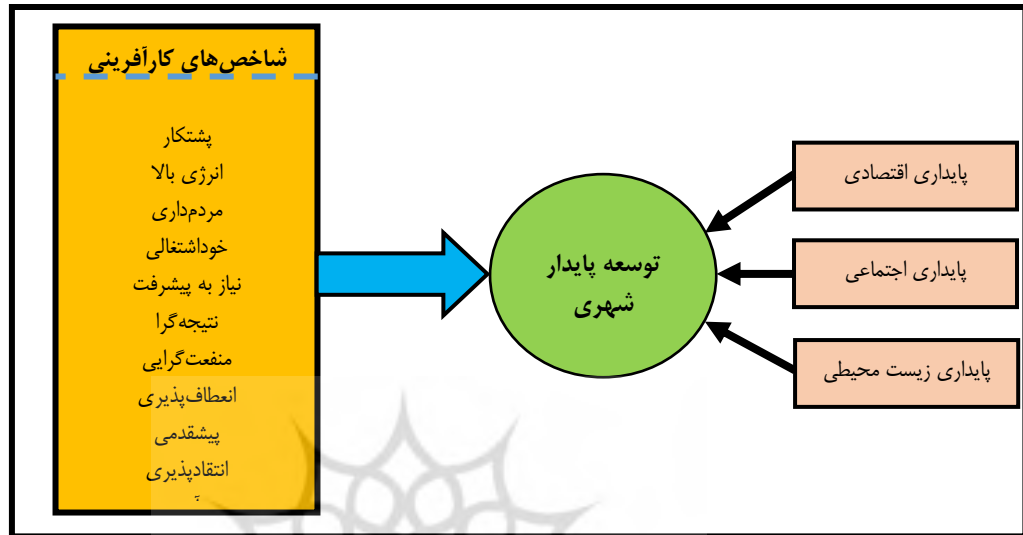 شاخص‌های کارآفرینی
پشتکار
انرژی بالا
مردم‌داری
خوداشتغالی
نیاز به پیشرفت
نتیجه‌گرا
منفعت‌گرایی
انعطاف‌پذیری
پیشقدمی
انتقادپذیری
توسعه پایدار
شهری
پایداری اقتصادی
پایداری اجتماعی
پایداری زیست محیطی